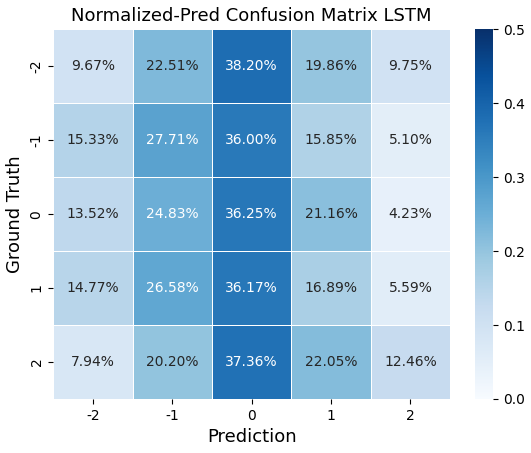 Normalized-Pred Confusion Matrix LSTM
Ground Truth
-2 9.67% 22.51% 38.20% 19.86% 9.75%
-1 15.33% 27.71% 36.00% 15.85% 5.10%
0 13.52% 24.83% 36.25% 21.16% 4.23%
1 14.77% 26.58% 36.17% 16.89% 5.59%
2 7.94% 20.20% 37.36% 22.05% 12.46%
-2 -1 0 1 2
Prediction
0.5
0.4
0.3
0.2
0.1
0.0